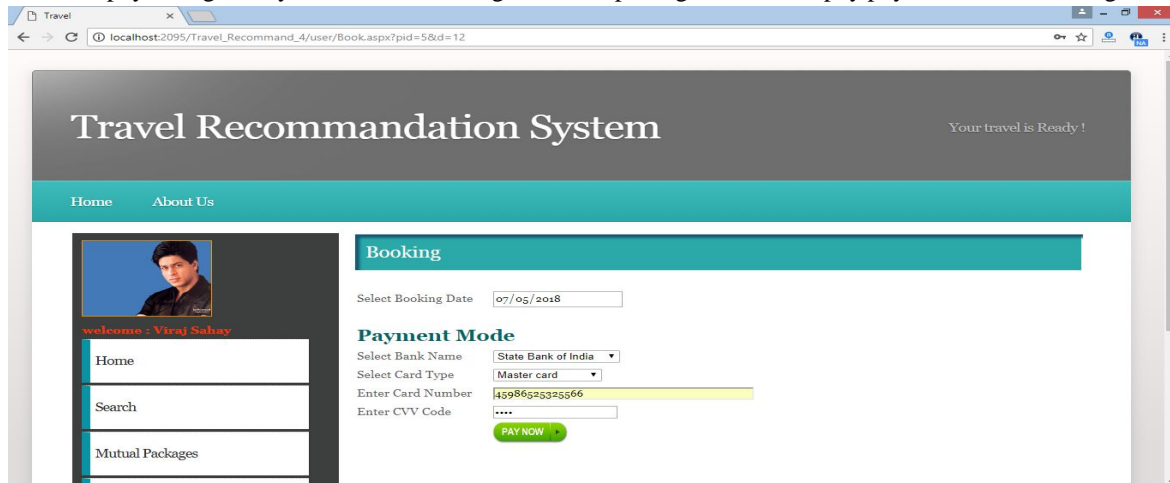 Travel
localhost:2095/Travel_Recommand_4/user/Book.aspx?pid=5&d=12
Travel Recommandation System
Your travel is Ready !
Home About Us
Booking
Select Booking Date 07/05/2018
welcome : Viraj Sahay
Payment Mode
Home
Select Bank Name State Bank of India
Select Card Type Master card
Enter Card Number 45986525325566
Search
Enter CVV Code ••••
PAY NOW
Mutual Packages